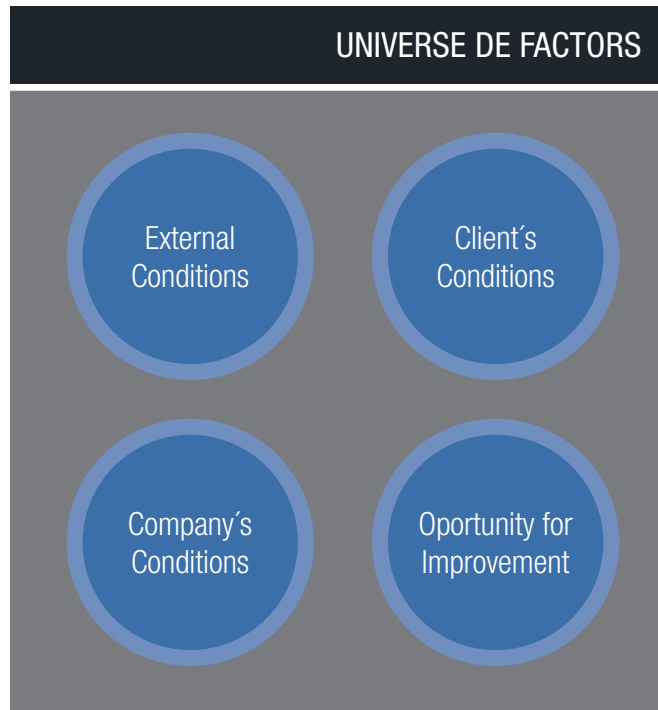 UNIVERSE DE FACTORS
External
Conditions
Client´s
Conditions
Company´s
Conditions
Oportunity for
Improvement